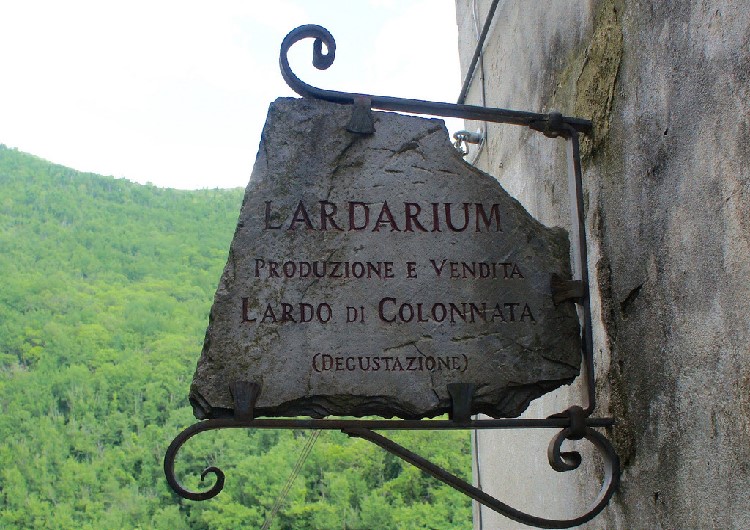 LARDARIUM
PRODUZIONE E VENDITA
LARDO DI COLONNATA
(DEGUSTAZIONE)